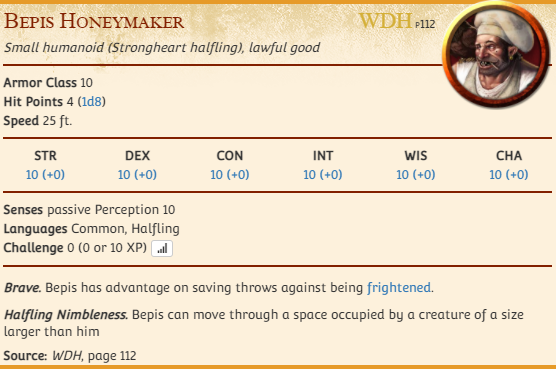 Bepis Honeymaker WDH p112
Small humanoid (Strongheart halfling), lawful good
Armor Class 10
Hit Points 4 (1d8)
Speed 25 ft.
STR DEX CON INT WIS CHA
10 (+0) 10 (+0) 10 (+0) 10 (+0) 10 (+0) 10 (+0)
Senses passive Perception 10
Languages Common, Halfling
Challenge 0 (0 or 10 XP)
Brave. Bepis has advantage on saving throws against being frightened.
Halfling Nimbleness. Bepis can move through a space occupied by a creature of a size
larger than him
Source: WDH, page 112